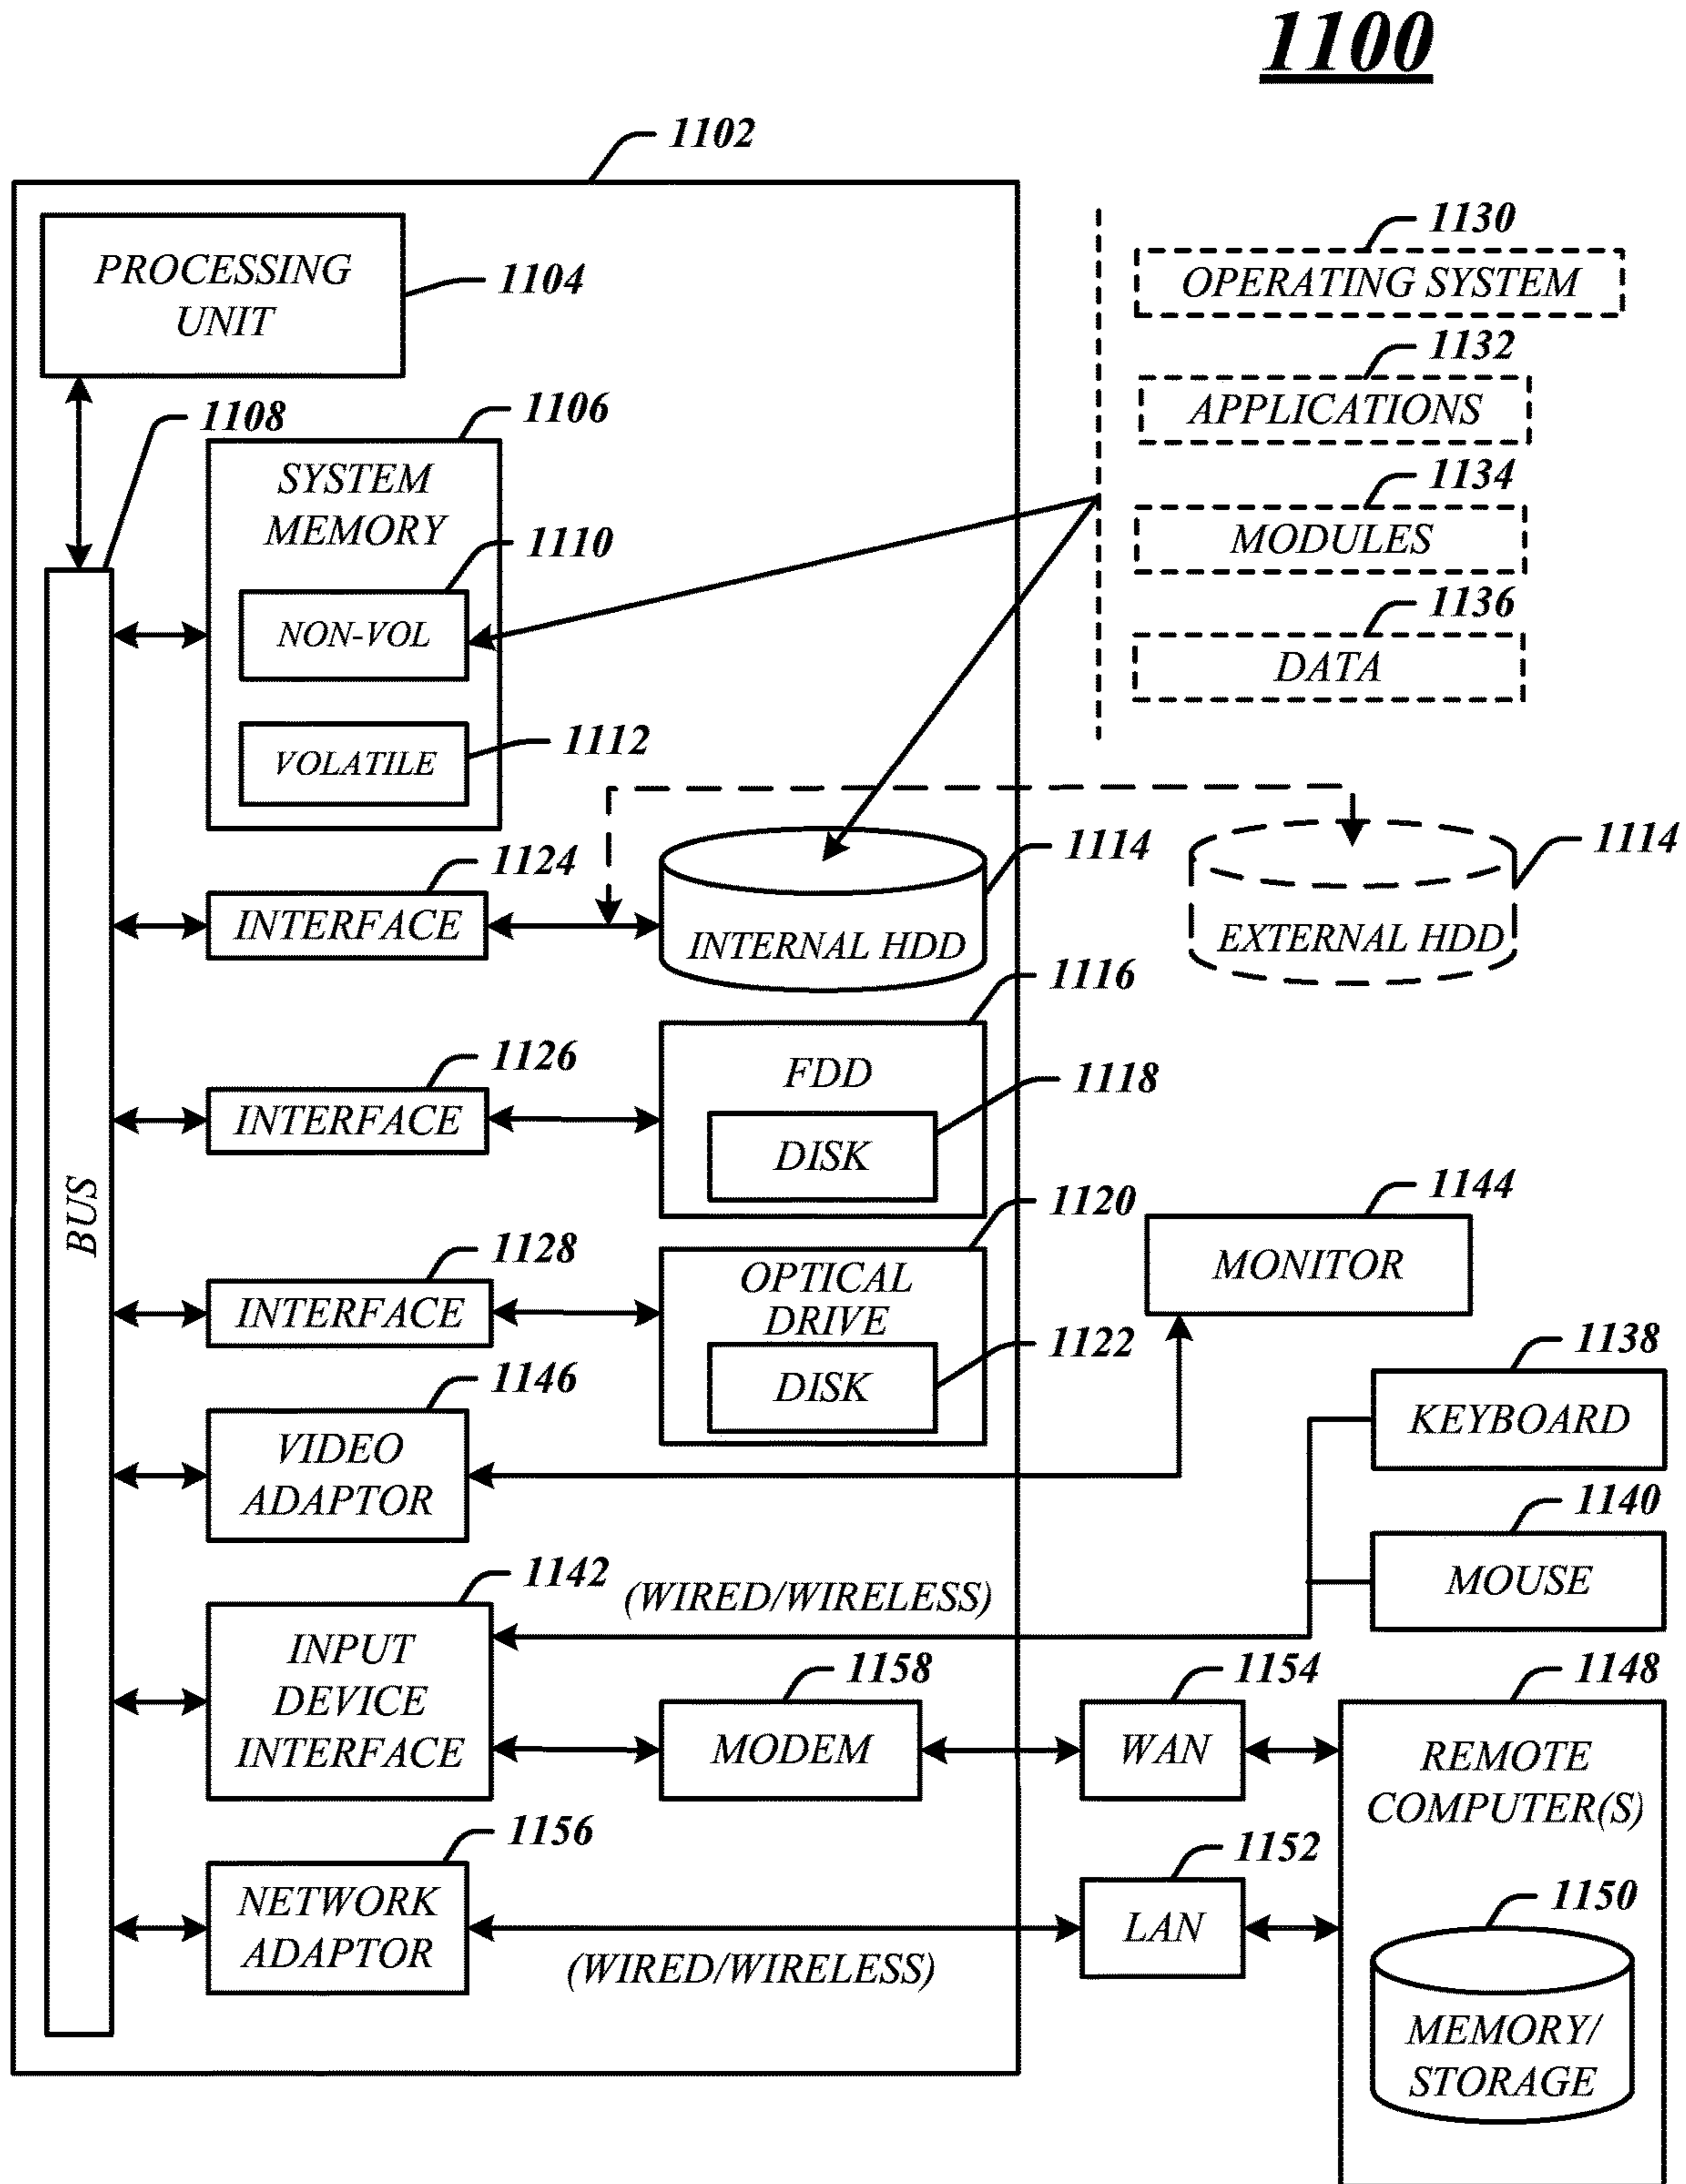 1100
1102
PROCESSING
UNIT
1104
1130
OPERATING SYSTEM
1132
APPLICATIONS
1134
MODULES
1136
DATA
1108
1106
SYSTEM
MEMORY
1110
NON-VOL
1112
VOLATILE
1124
INTERFACE
1114
INTERNAL HDD
1114
EXTERNAL HDD
1116
FDD
1126
INTERFACE
1118
DISK
BUS
1120
OPTICAL
DRIVE
1128
INTERFACE
1122
DISK
1144
MONITOR
1146
VIDEO
ADAPTOR
1138
KEYBOARD
1140
MOUSE
1142
INPUT
DEVICE
INTERFACE
(WIRED/WIRELESS)
1158
MODEM
1154
WAN
1148
REMOTE
COMPUTER(S)
1156
NETWORK
ADAPTOR
(WIRED/WIRELESS)
1152
LAN
1150
MEMORY/
STORAGE